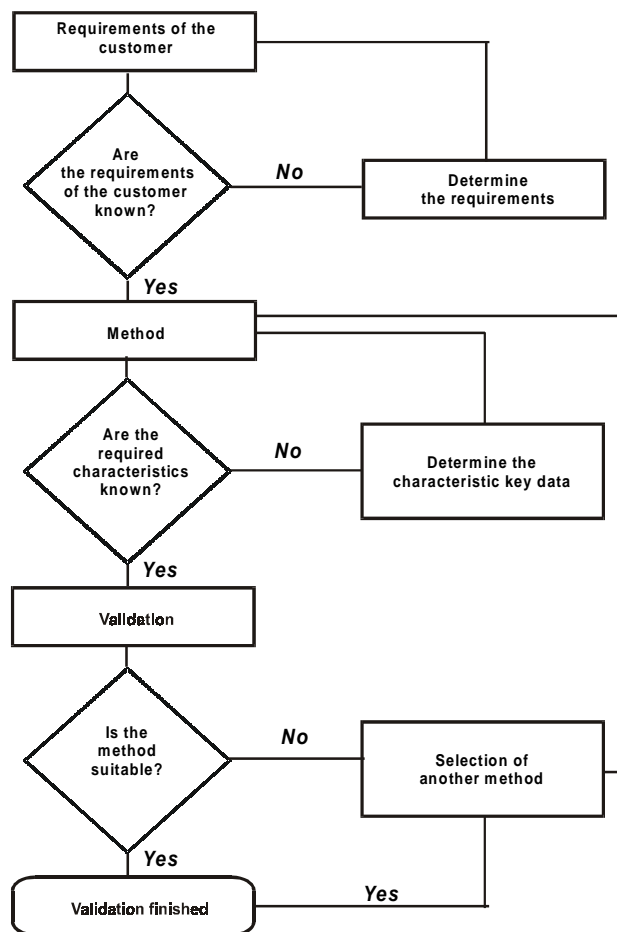 Requirements of the
customer
Are
the requirements
of the customer
known?
No
Determine
the requirements
Yes
Method
Are the
required
characteristics
known?
No
Determine the
characteristic key data
Yes
Validation
Is the
method
suitable?
No
Selection of
another method
Yes
Validation finished
Yes